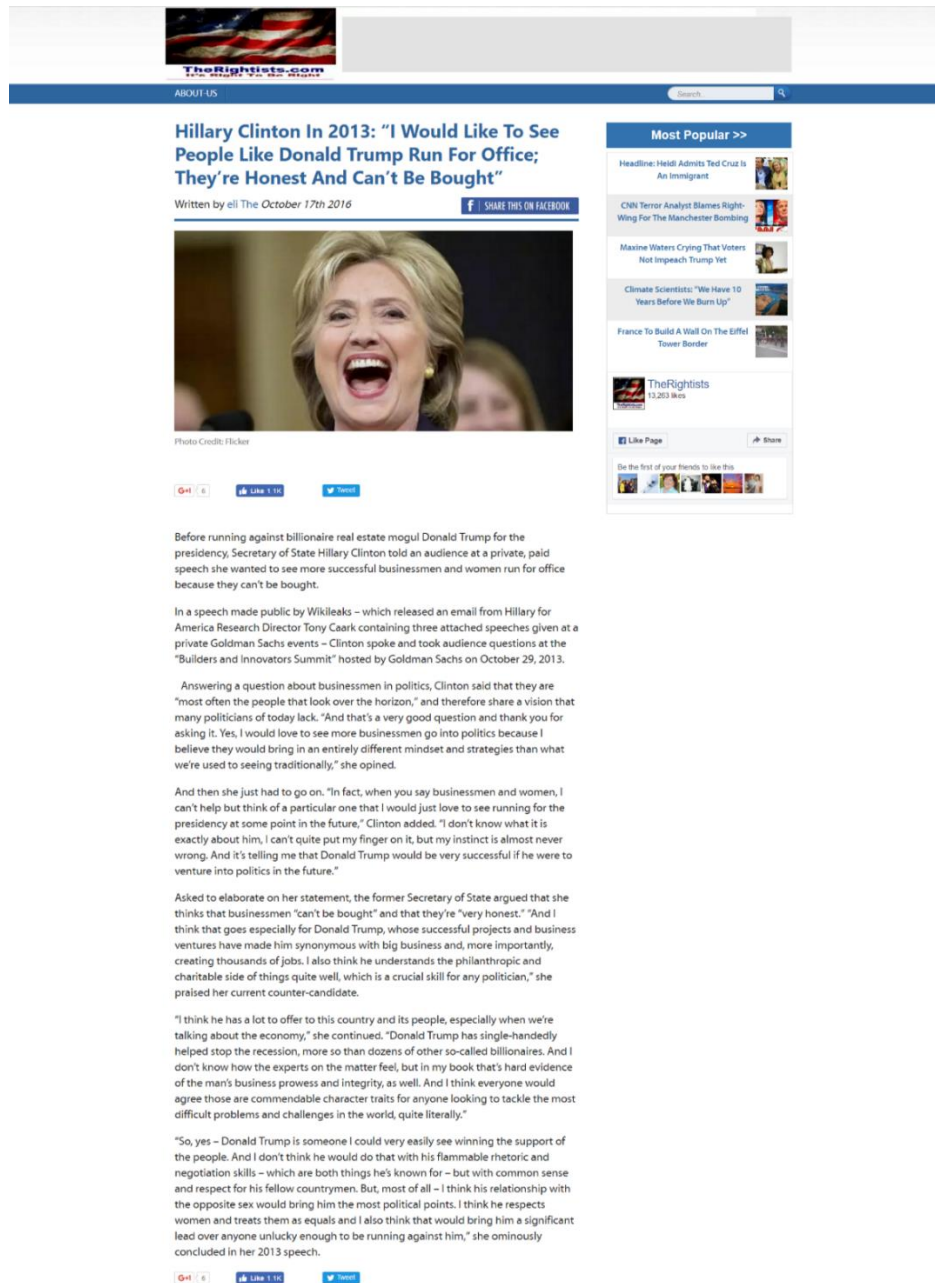 TheRightists.com
It's Right To Be Right
ABOUT-US
Search..
Hillary Clinton In 2013: “I Would Like To See
People Like Donald Trump Run For Office;
They’re Honest And Can’t Be Bought”
Written by eli The October 17th 2016
f SHARE THIS ON FACEBOOK
Photo Credit: Flicker
G+1 6 Like 1.1K Tweet
Before running against billionaire real estate mogul Donald Trump for the
presidency, Secretary of State Hillary Clinton told an audience at a private, paid
speech she wanted to see more successful businessmen and women run for office
because they can’t be bought.
In a speech made public by Wikileaks – which released an email from Hillary for
America Research Director Tony Caark containing three attached speeches given at a
private Goldman Sachs events – Clinton spoke and took audience questions at the
“Builders and Innovators Summit” hosted by Goldman Sachs on October 29, 2013.
Answering a question about businessmen in politics, Clinton said that they are
“most often the people that look over the horizon,” and therefore share a vision that
many politicians of today lack. “And that’s a very good question and thank you for
asking it. Yes, I would love to see more businessmen go into politics because I
believe they would bring in an entirely different mindset and strategies than what
we’re used to seeing traditionally,” she opined.
And then she just had to go on. “In fact, when you say businessmen and women, I
can’t help but think of a particular one that I would just love to see running for the
presidency at some point in the future,” Clinton added. “I don’t know what it is
exactly about him, I can’t quite put my finger on it, but my instinct is almost never
wrong. And it’s telling me that Donald Trump would be very successful if he were to
venture into politics in the future.”
Asked to elaborate on her statement, the former Secretary of State argued that she
thinks that businessmen “can’t be bought” and that they’re “very honest.” “And I
think that goes especially for Donald Trump, whose successful projects and business
ventures have made him synonymous with big business and, more importantly,
creating thousands of jobs. I also think he understands the philanthropic and
charitable side of things quite well, which is a crucial skill for any politician,” she
praised her current counter-candidate.
“I think he has a lot to offer to this country and its people, especially when we’re
talking about the economy,” she continued. “Donald Trump has single-handedly
helped stop the recession, more so than dozens of other so-called billionaires. And I
don’t know how the experts on the matter feel, but in my book that’s hard evidence
of the man’s business prowess and integrity, as well. And I think everyone would
agree those are commendable character traits for anyone looking to tackle the most
difficult problems and challenges in the world, quite literally.”
“So, yes – Donald Trump is someone I could very easily see winning the support of
the people. And I don’t think he would do that with his flammable rhetoric and
negotiation skills – which are both things he’s known for – but with common sense
and respect for his fellow countrymen. But, most of all – I think his relationship with
the opposite sex would bring him the most political points. I think he respects
women and treats them as equals and I also think that would bring him a significant
lead over anyone unlucky enough to be running against him,” she ominously
concluded in her 2013 speech.
G+1 6 Like 1.1K Tweet
Most Popular >>
Headline: Heidi Admits Ted Cruz Is
An Immigrant
CNN Terror Analyst Blames Right-
Wing For The Manchester Bombing
Maxine Waters Crying That Voters
Not Impeach Trump Yet
Climate Scientists: “We Have 10
Years Before We Burn Up”
France To Build A Wall On The Eiffel
Tower Border
TheRightists
13,263 likes
Like Page Share
Be the first of your friends to like this